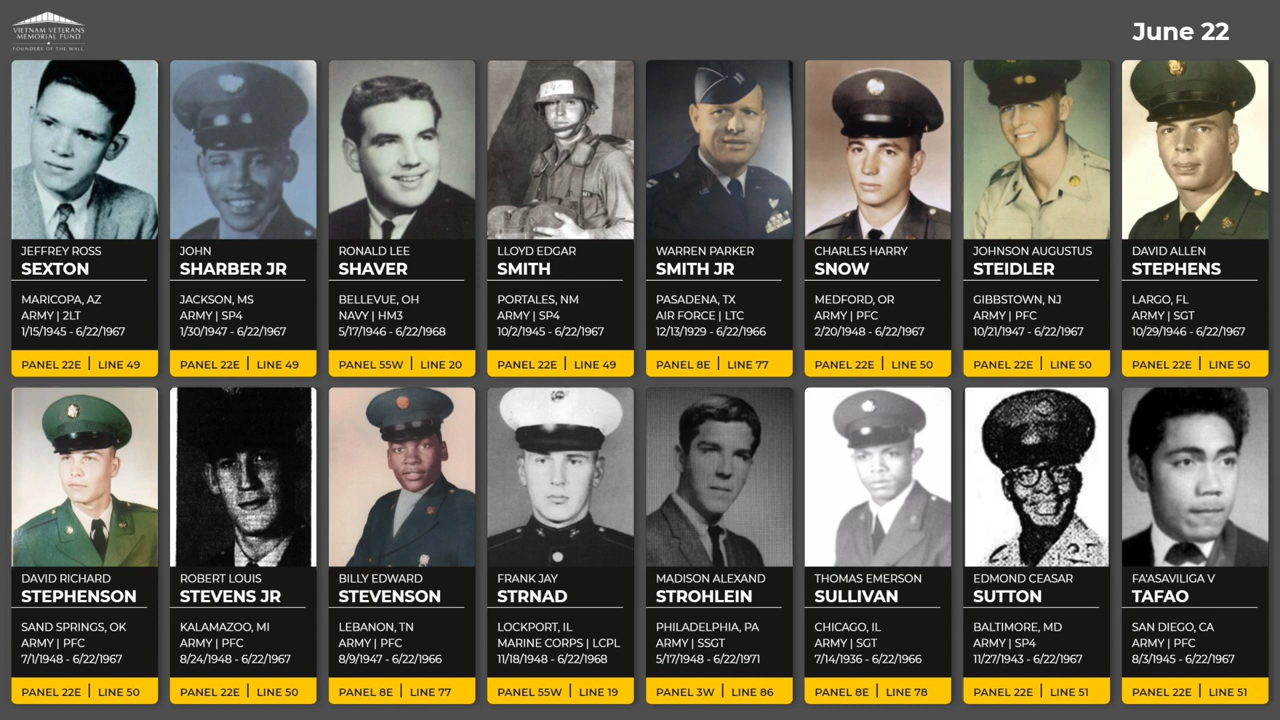 VIETNAM VETERANS
MEMORIAL FUND
FOUNDERS OF THE WALL
June 22
JEFFREY ROSS
SEXTON
MARICOPA, AZ
ARMY | 2LT
1/15/1945 - 6/22/1967
PANEL 22E | LINE 49
JOHN
SHARBER JR
JACKSON, MS
ARMY | SP4
1/30/1947 - 6/22/1967
PANEL 22E | LINE 49
RONALD LEE
SHAVER
BELLEVUE, OH
NAVY | HM3
5/17/1946 - 6/22/1968
PANEL 55W | LINE 20
LLOYD EDGAR
SMITH
PORTALES, NM
ARMY | SP4
10/2/1945 - 6/22/1967
PANEL 22E | LINE 49
WARREN PARKER
SMITH JR
PASADENA, TX
AIR FORCE | LTC
12/13/1929 - 6/22/1966
PANEL 8E | LINE 77
CHARLES HARRY
SNOW
MEDFORD, OR
ARMY | PFC
2/20/1948 - 6/22/1967
PANEL 22E | LINE 50
JOHNSON AUGUSTUS
STEIDLER
GIBBSTOWN, NJ
ARMY | PFC
10/21/1947 - 6/22/1967
PANEL 22E | LINE 50
DAVID ALLEN
STEPHENS
LARGO, FL
ARMY | SGT
10/29/1946 - 6/22/1967
PANEL 22E | LINE 50
DAVID RICHARD
STEPHENSON
SAND SPRINGS, OK
ARMY | PFC
7/1/1948 - 6/22/1967
PANEL 22E | LINE 50
ROBERT LOUIS
STEVENS JR
KALAMAZOO, MI
ARMY | PFC
8/24/1948 - 6/22/1967
PANEL 22E | LINE 50
BILLY EDWARD
STEVENSON
LEBANON, TN
ARMY | PFC
8/9/1947 - 6/22/1966
PANEL 8E | LINE 77
FRANK JAY
STRNAD
LOCKPORT, IL
MARINE CORPS | LCPL
11/18/1948 - 6/22/1968
PANEL 55W | LINE 19
MADISON ALEXAND
STROHLEIN
PHILADELPHIA, PA
ARMY | SSGT
5/17/1948 - 6/22/1971
PANEL 3W | LINE 86
THOMAS EMERSON
SULLIVAN
CHICAGO, IL
ARMY | SGT
7/14/1936 - 6/22/1966
PANEL 8E | LINE 78
EDMOND CEASAR
SUTTON
BALTIMORE, MD
ARMY | SP4
11/27/1943 - 6/22/1967
PANEL 22E | LINE 51
FA'ASAVILIGA V
TAFAO
SAN DIEGO, CA
ARMY | PFC
8/3/1945 - 6/22/1967
PANEL 22E | LINE 51